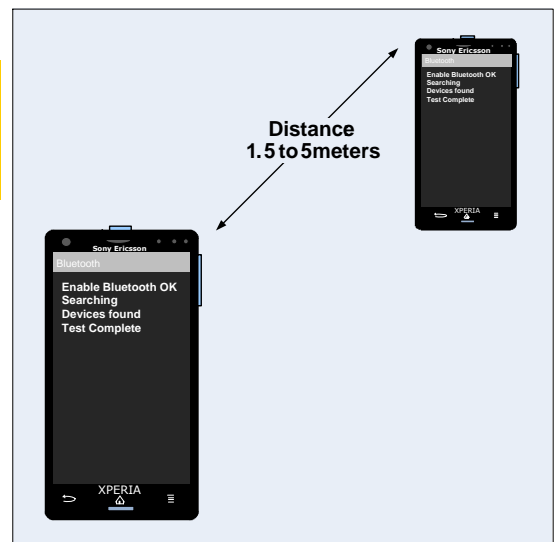 Sony Ericsson
Bluetooth
Enable Bluetooth OK
Searching
Devices found
Test Complete
XPERIA
Distance
1.5 to 5meters
Sony Ericsson
Bluetooth
Enable Bluetooth OK
Searching
Devices found
Test Complete
XPERIA